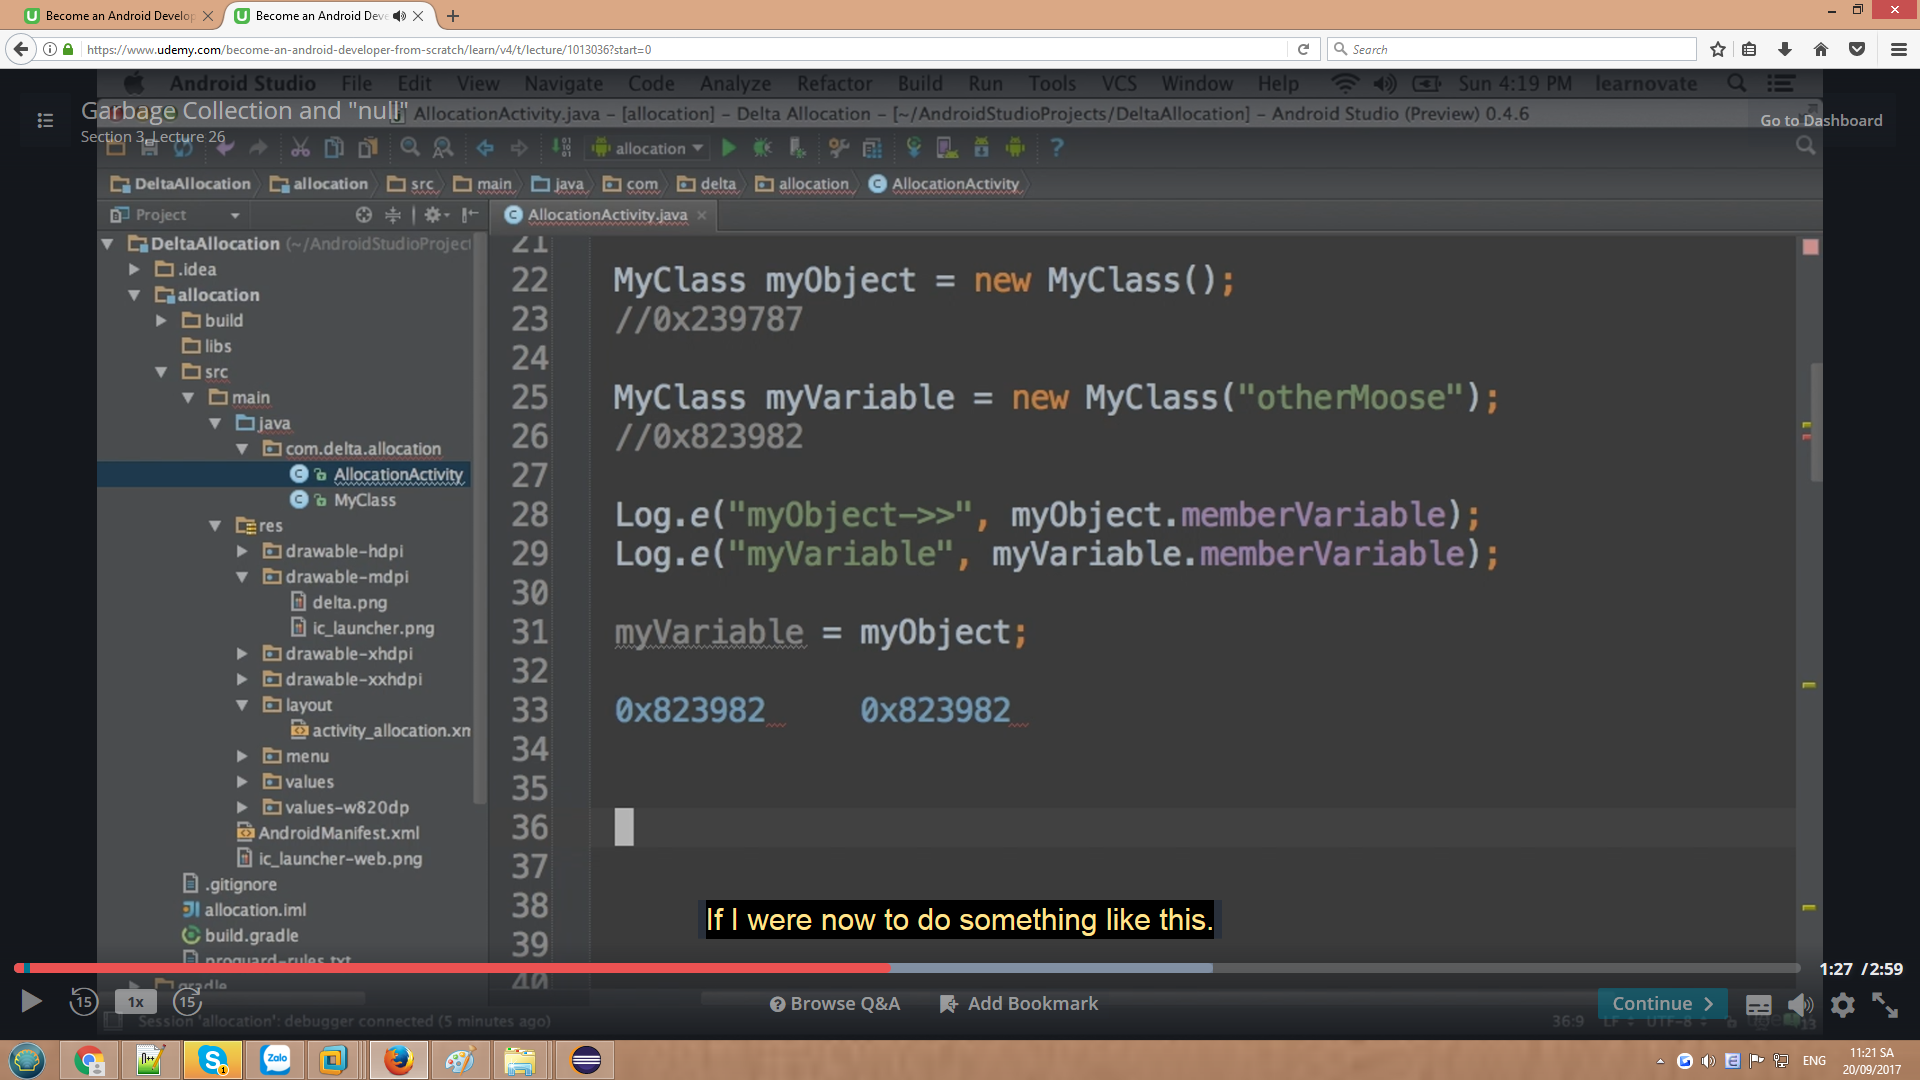 Become an Android Develop
Become an Android Deve
https://www.udemy.com/become-an-android-developer-from-scratch/learn/v4/t/lecture/1013036?start=0
Search
Android Studio File Edit View Navigate Code Analyze Refactor Build Run Tools VCS Window Help Sun 4:19 PM learnovate
Garbage Collection and "null"
Section 3, Lecture 26
AllocationActivity.java – [allocation] – Delta Allocation – [~/AndroidStudioProjects/DeltaAllocation] – Android Studio (Preview) 0.4.6
Go to Dashboard
allocation
DeltaAllocation allocation src main java com delta allocation AllocationActivity
Project
AllocationActivity.java
DeltaAllocation (~/AndroidStudioProject
.idea
allocation
build
libs
src
main
java
com.delta.allocation
AllocationActivity
MyClass
res
drawable-hdpi
drawable-mdpi
delta.png
ic_launcher.png
drawable-xhdpi
drawable-xxhdpi
layout
activity_allocation.xm
menu
values
values-w820dp
AndroidManifest.xml
ic_launcher-web.png
.gitignore
allocation.iml
build.gradle
proguard-rules.txt
gradle
21
22 MyClass myObject = new MyClass();
23 //0x239787
24
25 MyClass myVariable = new MyClass("otherMoose");
26 //0x823982
27
28 Log.e("myObject->>", myObject.memberVariable);
29 Log.e("myVariable", myVariable.memberVariable);
30
31 myVariable = myObject;
32
33 0x823982 0x823982
34
35
36
37
38
39
40
If I were now to do something like this.
1:27 / 2:59
15 1x 15
Browse Q&A
Add Bookmark
Continue
Session 'allocation': debugger connected (5 minutes ago)
36:9 LF UTF-8
Zalo
ENG
11:21 SA
20/09/2017